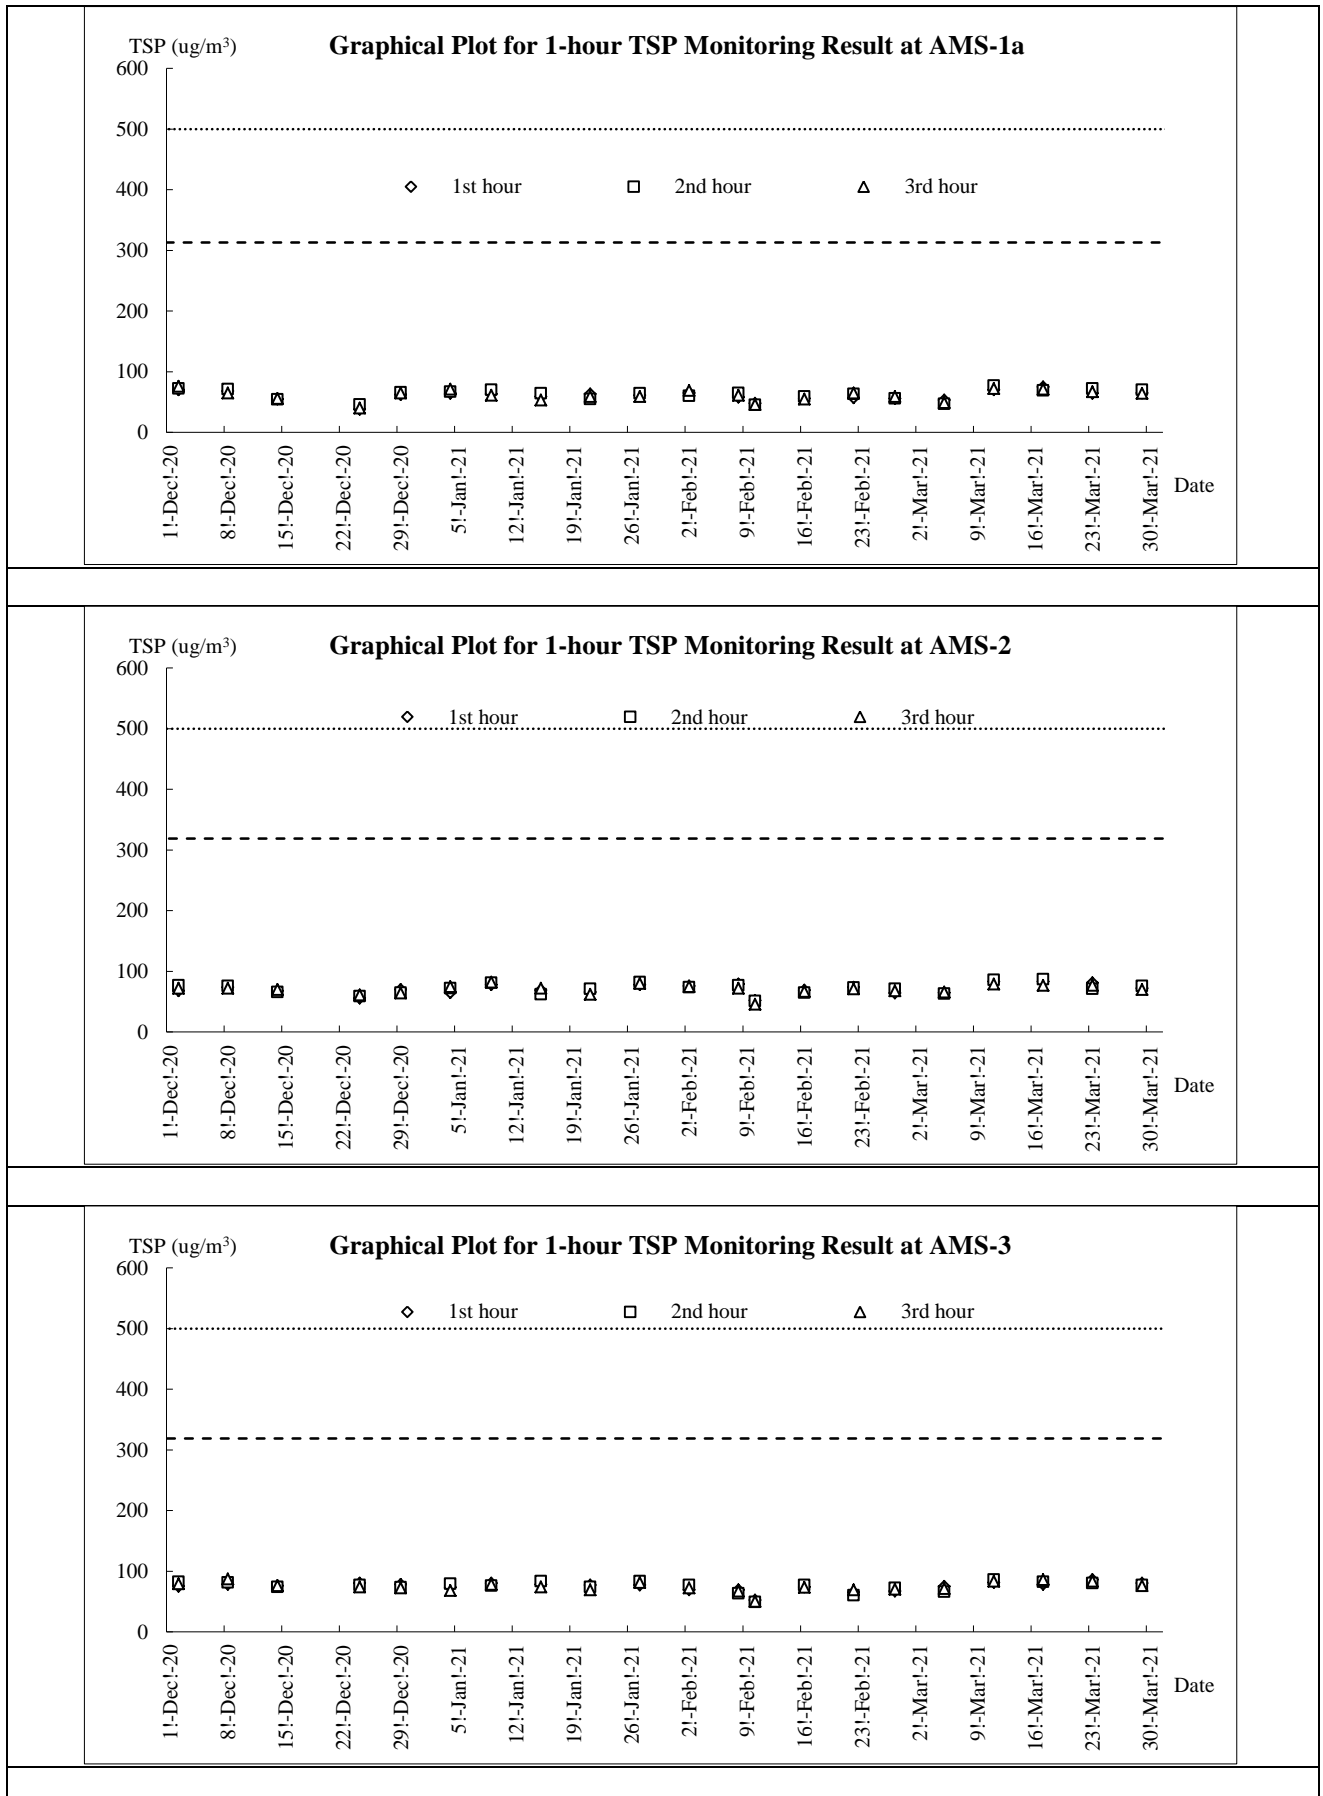 TSP (ug/m³) Graphical Plot for 1-hour TSP Monitoring Result at AMS-1a
600
500
400
1st hour 2nd hour 3rd hour
300
200
100
0
1!-Dec!-20 8!-Dec!-20 15!-Dec!-20 22!-Dec!-20 29!-Dec!-20 5!-Jan!-21 12!-Jan!-21 19!-Jan!-21 26!-Jan!-21 2!-Feb!-21 9!-Feb!-21 16!-Feb!-21 23!-Feb!-21 2!-Mar!-21 9!-Mar!-21 16!-Mar!-21 23!-Mar!-21 30!-Mar!-21
Date
TSP (ug/m³) Graphical Plot for 1-hour TSP Monitoring Result at AMS-2
600
1st hour 2nd hour 3rd hour
500
400
300
200
100
0
1!-Dec!-20 8!-Dec!-20 15!-Dec!-20 22!-Dec!-20 29!-Dec!-20 5!-Jan!-21 12!-Jan!-21 19!-Jan!-21 26!-Jan!-21 2!-Feb!-21 9!-Feb!-21 16!-Feb!-21 23!-Feb!-21 2!-Mar!-21 9!-Mar!-21 16!-Mar!-21 23!-Mar!-21 30!-Mar!-21
Date
TSP (ug/m³) Graphical Plot for 1-hour TSP Monitoring Result at AMS-3
600
1st hour 2nd hour 3rd hour
500
400
300
200
100
0
1!-Dec!-20 8!-Dec!-20 15!-Dec!-20 22!-Dec!-20 29!-Dec!-20 5!-Jan!-21 12!-Jan!-21 19!-Jan!-21 26!-Jan!-21 2!-Feb!-21 9!-Feb!-21 16!-Feb!-21 23!-Feb!-21 2!-Mar!-21 9!-Mar!-21 16!-Mar!-21 23!-Mar!-21 30!-Mar!-21
Date